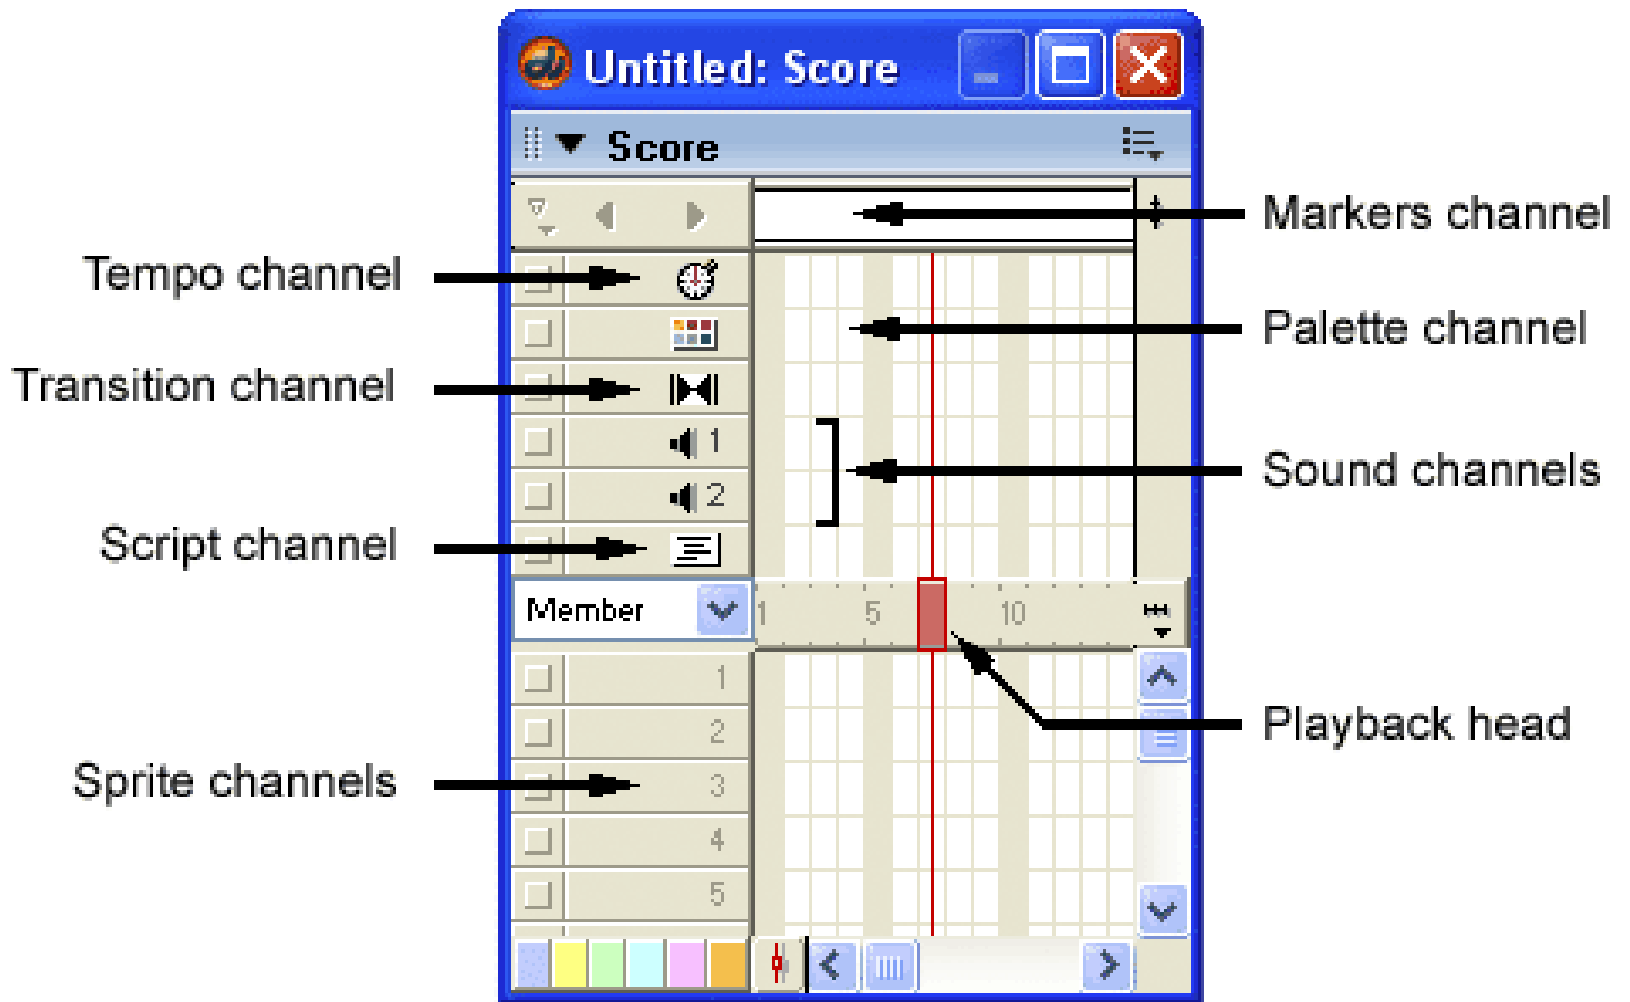 Untitled: Score
Score
Markers channel
Tempo channel
Palette channel
Transition channel
1
Sound channels
2
Script channel
Member
1 5 10
1
2
Playback head
Sprite channels
3
4
5